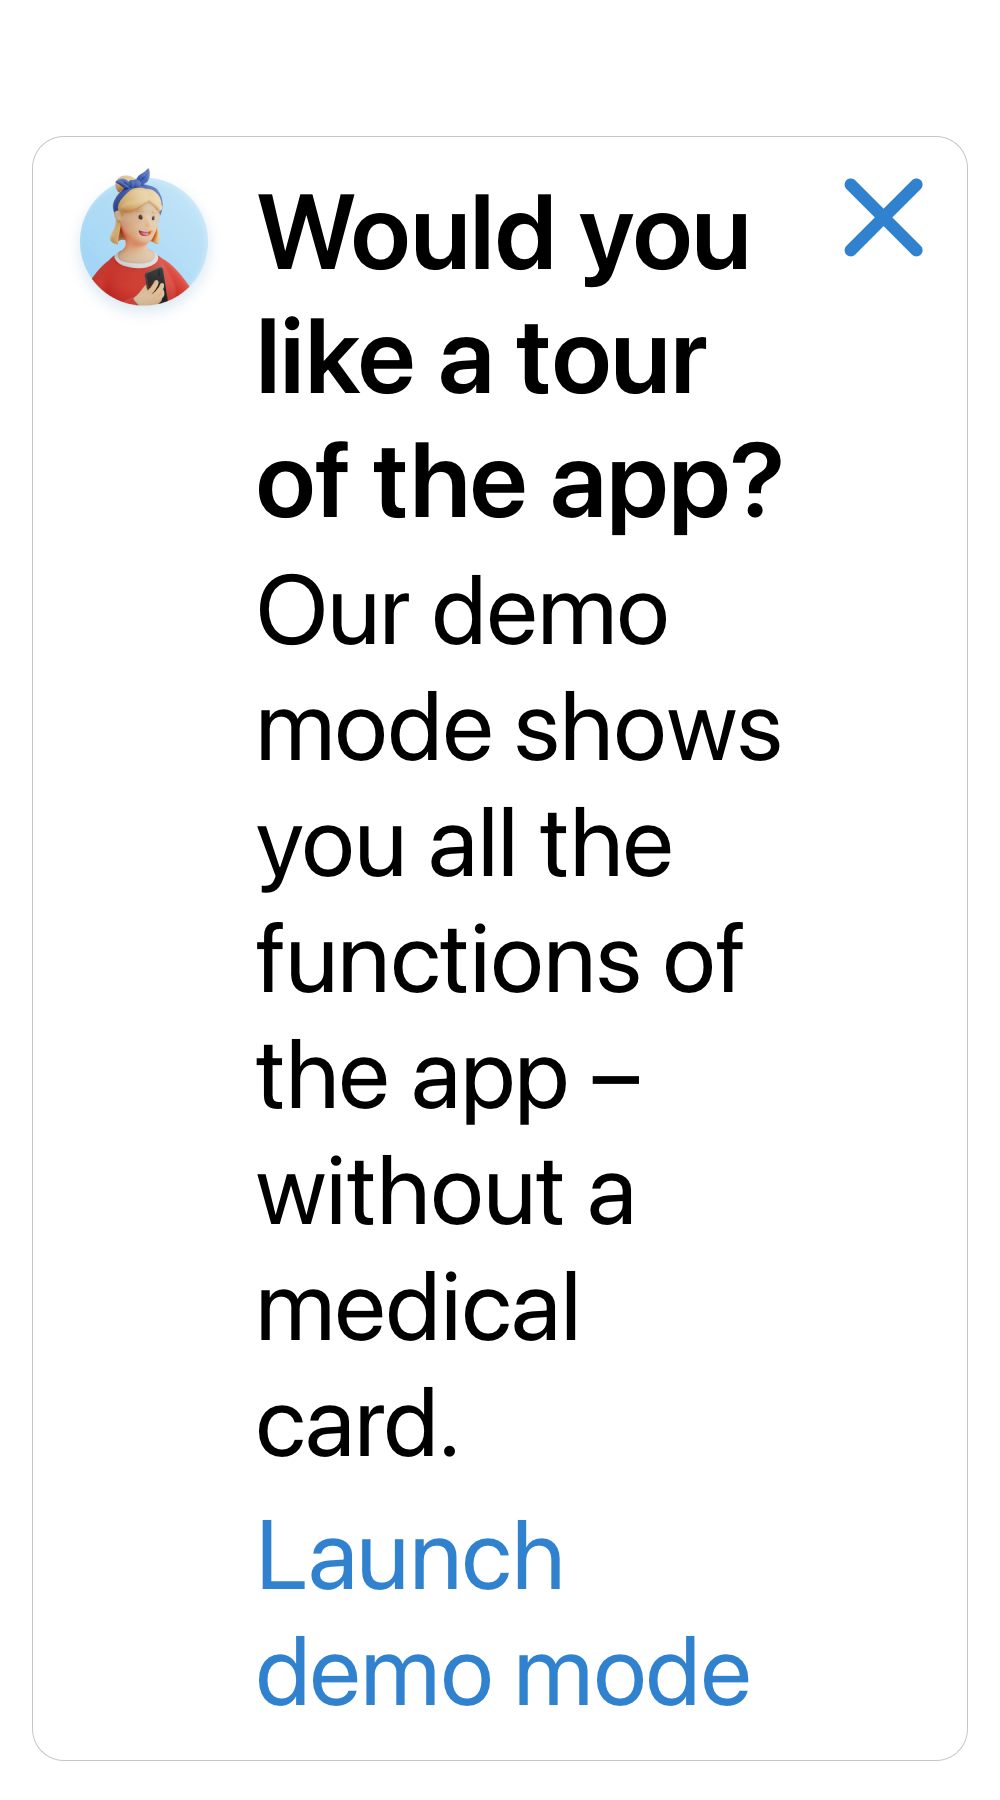 Would you
like a tour
of the app?
Our demo
mode shows
you all the
functions of
the app –
without a
medical
card.
Launch
demo mode